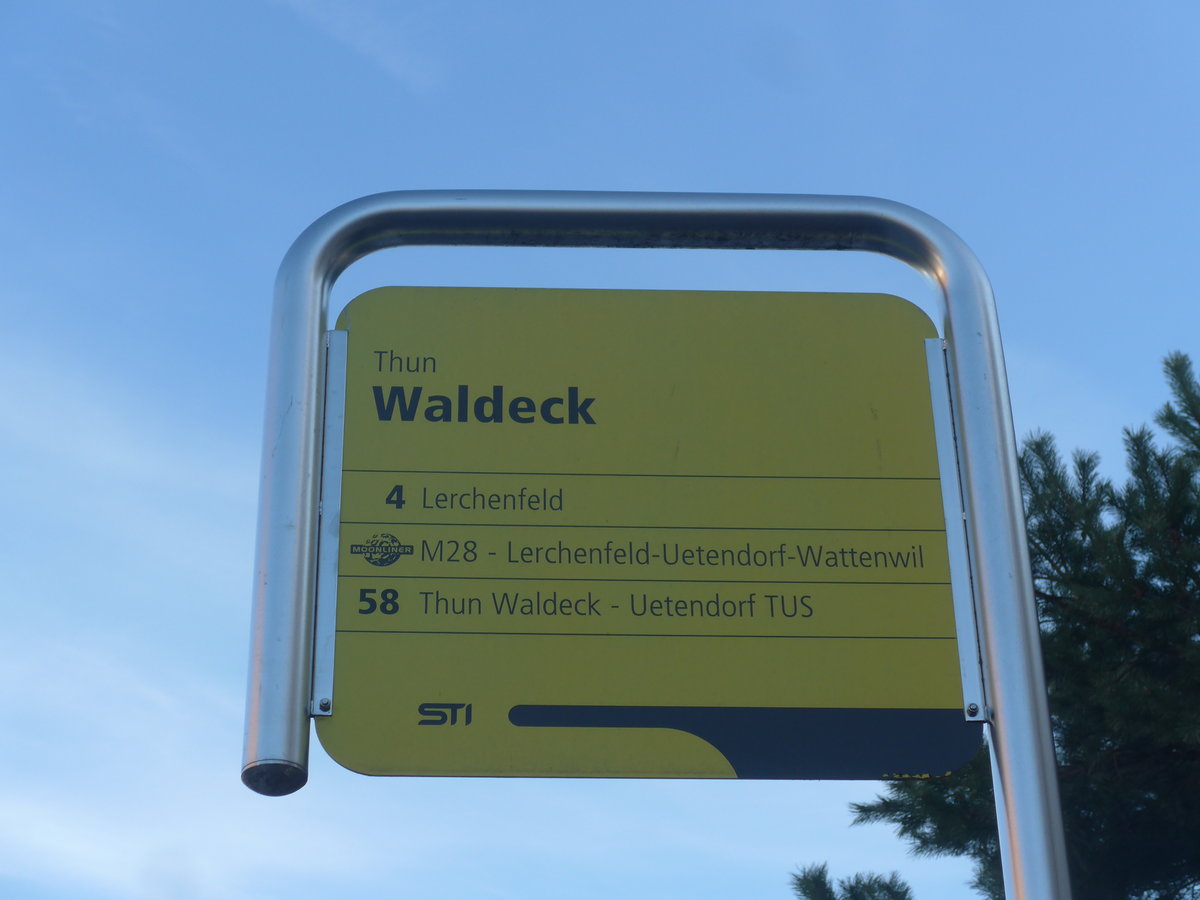 Thun
Waldeck
4 Lerchenfeld
MOONLINER M28 - Lerchenfeld-Uetendorf-Wattenwil
58 Thun Waldeck - Uetendorf TUS
STI